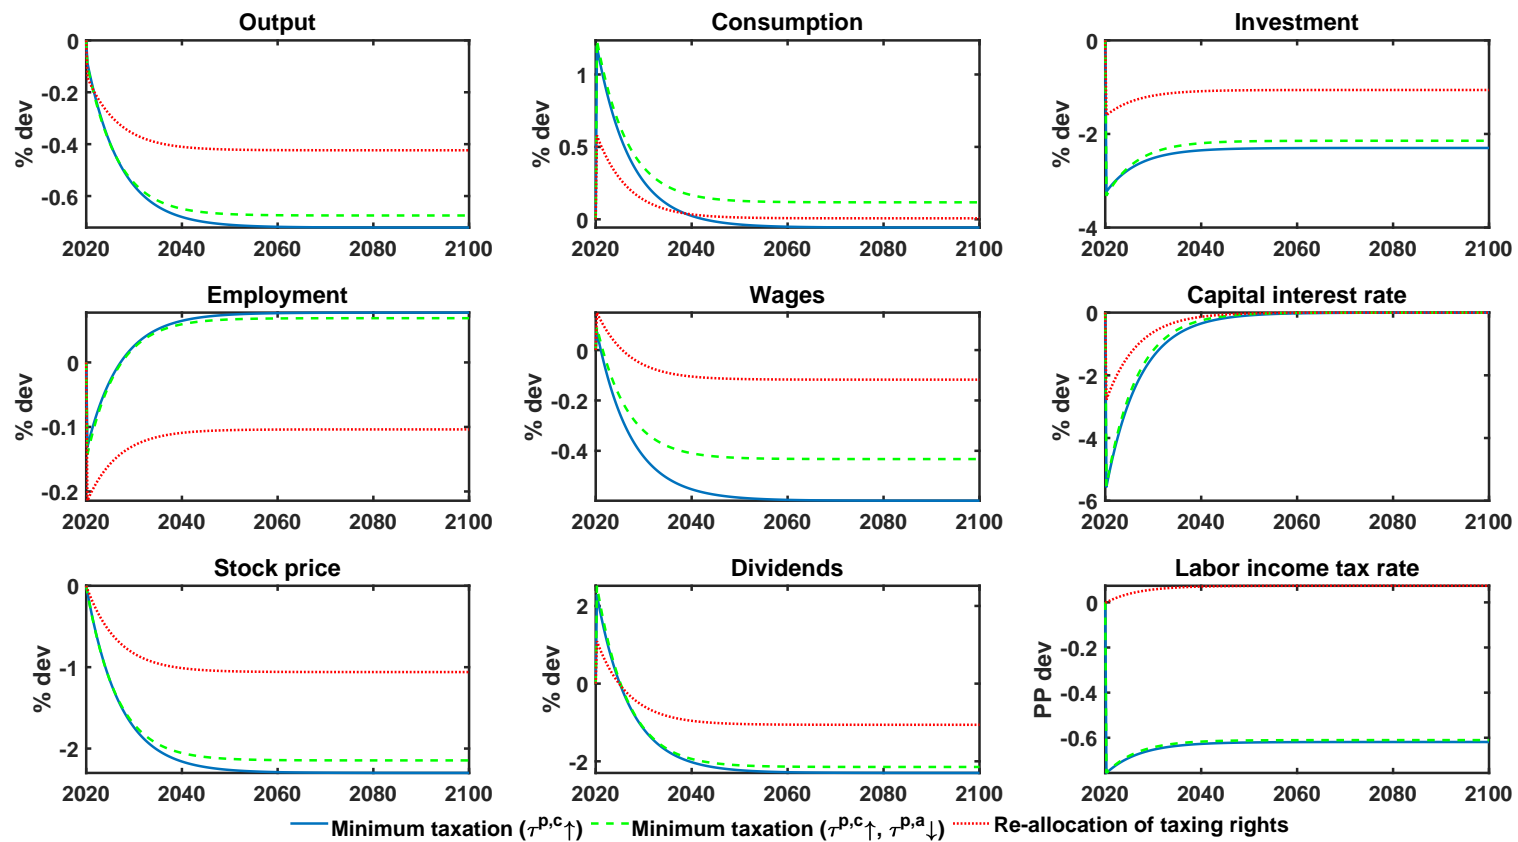 Output
Consumption
Investment
% dev
0
-0.2
-0.4
-0.6
2020 2040 2060 2080 2100
% dev
1
0.5
0
2020 2040 2060 2080 2100
% dev
0
-2
-4
2020 2040 2060 2080 2100
Employment
Wages
Capital interest rate
% dev
0
-0.1
-0.2
2020 2040 2060 2080 2100
% dev
0
-0.2
-0.4
2020 2040 2060 2080 2100
% dev
0
-2
-4
-6
2020 2040 2060 2080 2100
Stock price
Dividends
Labor income tax rate
% dev
0
-1
-2
2020 2040 2060 2080 2100
% dev
2
0
-2
2020 2040 2060 2080 2100
PP dev
0
-0.2
-0.4
-0.6
2020 2040 2060 2080 2100
Minimum taxation (τ^p,c↑) Minimum taxation (τ^p,c↑, τ^p,a↓) Re-allocation of taxing rights